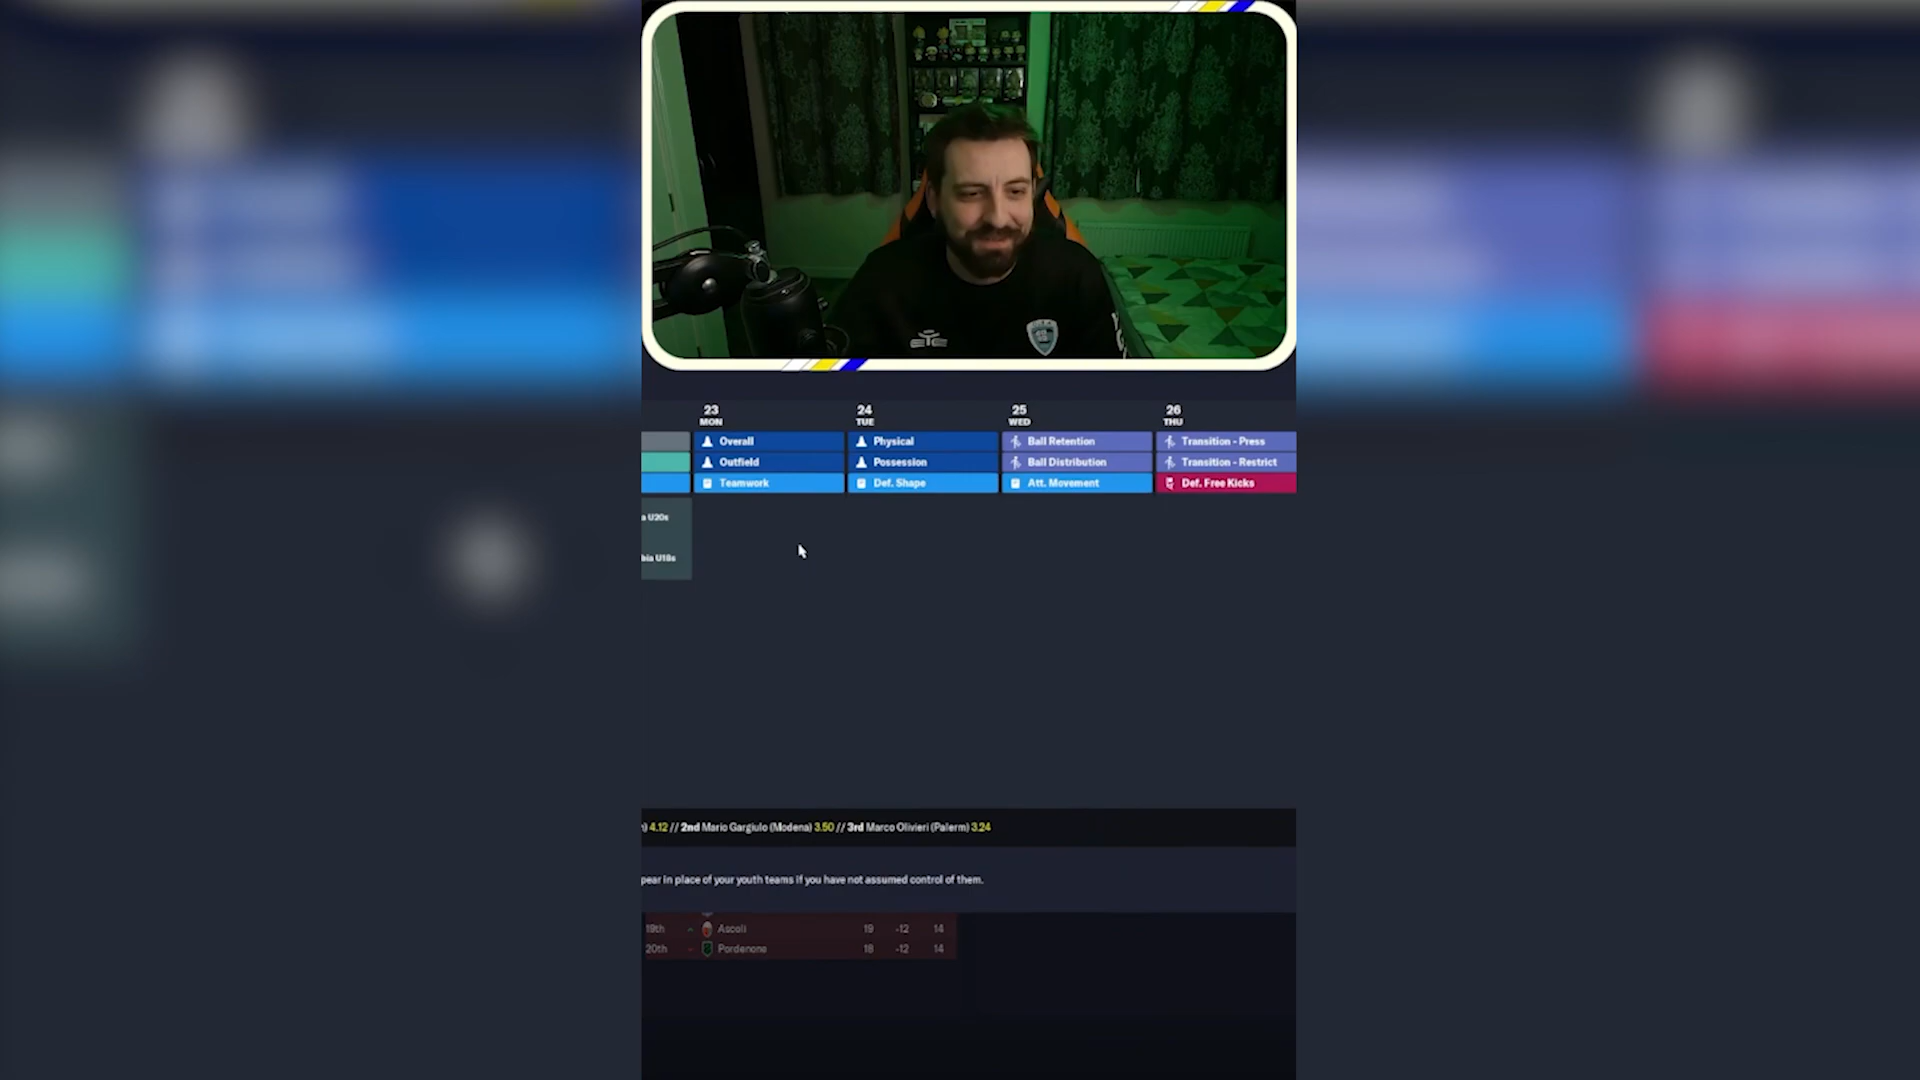 23 24 25 26
MON TUE WED THU
Overall Physical Ball Retention Transition - Press
Outfield Possession Ball Distribution Transition - Restrict
Teamwork Def. Shape Att. Movement Def. Free Kicks
U20s
U18s
4.12 // 2nd Mario Gargiulo (Modena) 3.50 // 3rd Marco Olivieri (Palerm) 3.24
pear in place of your youth teams if you have not assumed control of them.
19th Ascoli 19 -12 14
20th Pordenone 18 -12 14